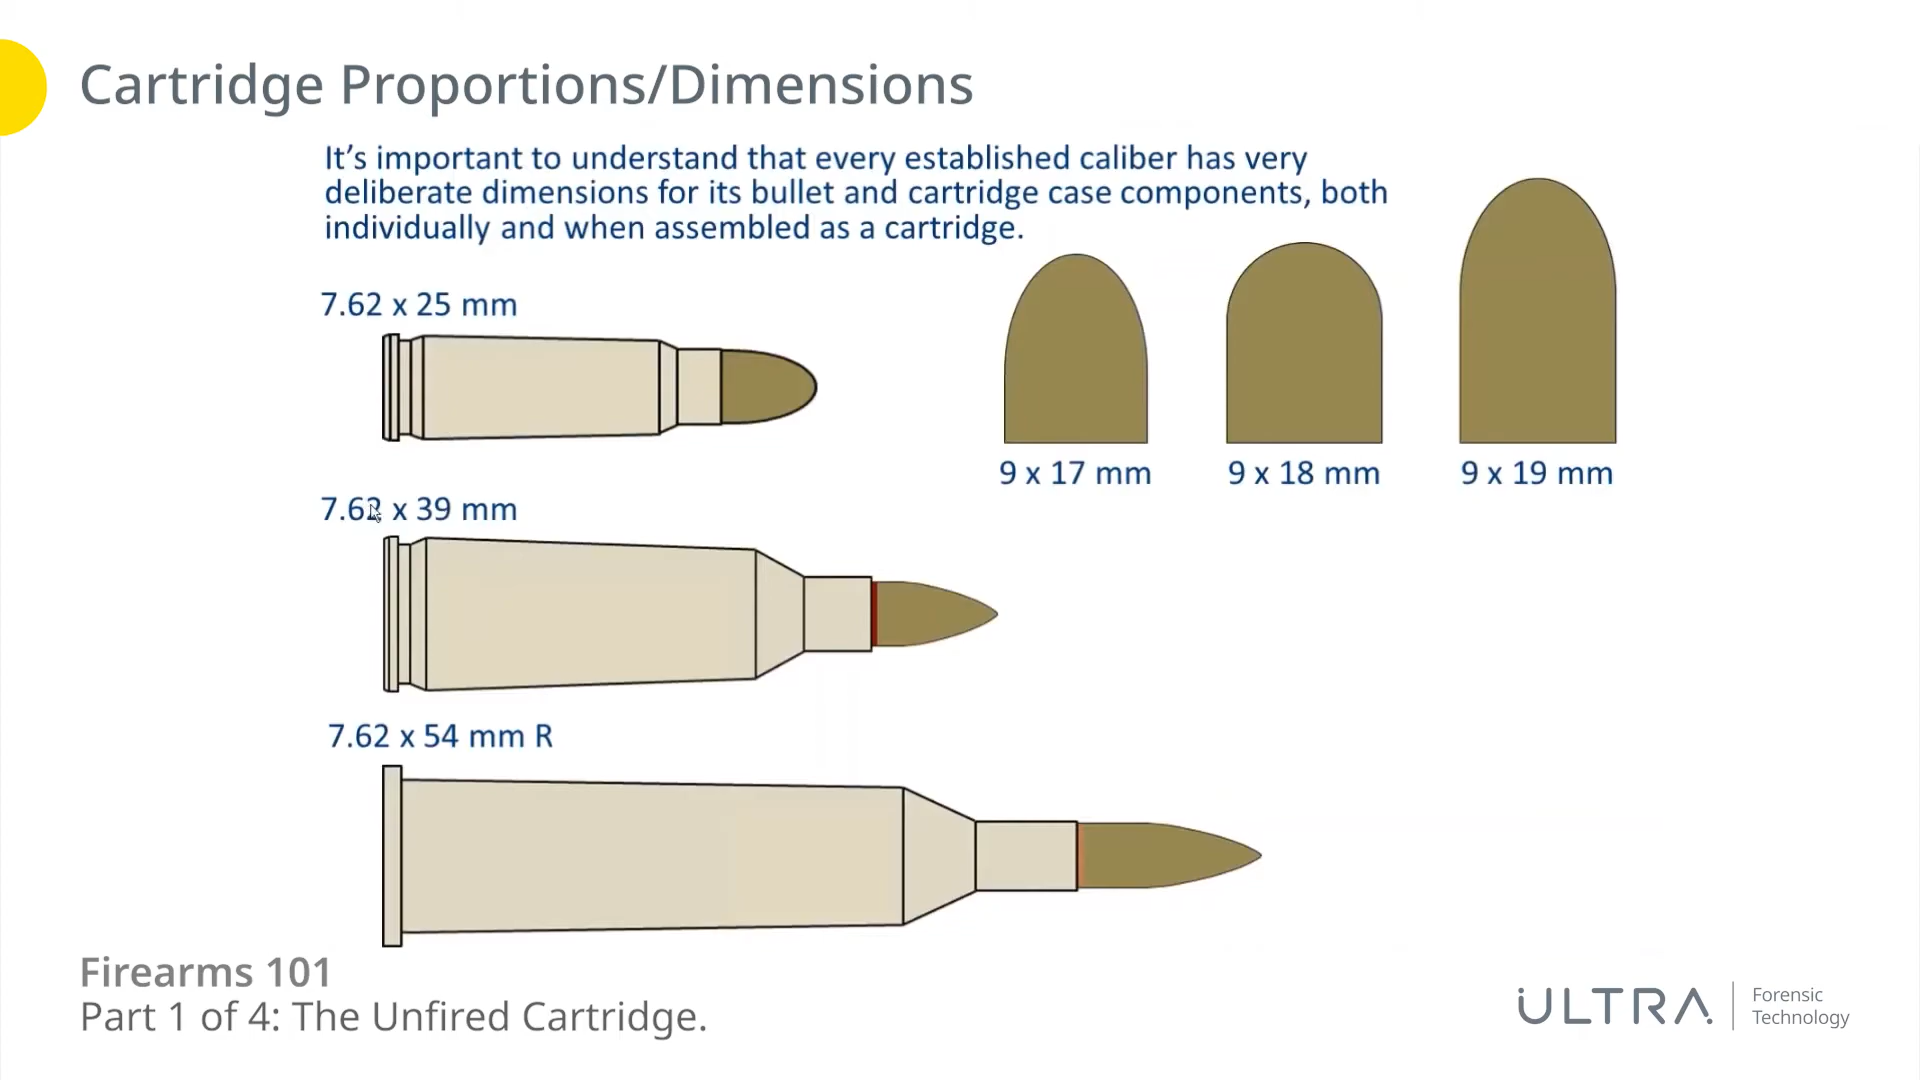 Cartridge Proportions/Dimensions
It’s important to understand that every established caliber has very
deliberate dimensions for its bullet and cartridge case components, both
individually and when assembled as a cartridge.
7.62 x 25 mm
9 x 17 mm
9 x 18 mm
9 x 19 mm
7.62 x 39 mm
7.62 x 54 mm R
Firearms 101
Part 1 of 4: The Unfired Cartridge.
ULTRA
Forensic
Technology